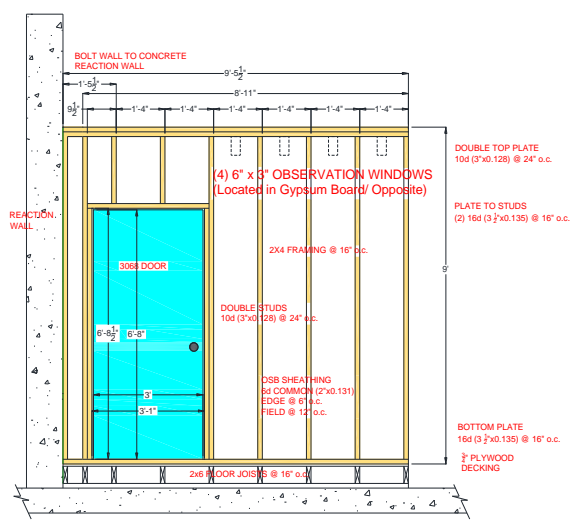 BOLT WALL TO CONCRETE
REACTION WALL
9'-5½"
1'-5½"
8'-11"
9½"
1'-4"
1'-4"
1'-4"
1'-4"
1'-4"
1'-4"
DOUBLE TOP PLATE
10d (3"x0.128) @ 24" o.c.
(4) 6" x 3" OBSERVATION WINDOWS
(Located in Gypsum Board/ Opposite)
PLATE TO STUDS
(2) 16d (3 ½"x0.135) @ 16" o.c.
REACTION
WALL
2X4 FRAMING @ 16" o.c.
3068 DOOR
9'
DOUBLE STUDS
10d (3"x0.128) @ 24" o.c.
6'-8½"
6'-8"
OSB SHEATHING
6d COMMON (2"x0.131)
EDGE @ 6" o.c.
FIELD @ 12" o.c.
3'
3'-1"
BOTTOM PLATE
16d (3 ½"x0.135) @ 16" o.c.
PLYWOOD
DECKING
2x6 FLOOR JOISTS @ 16" o.c.